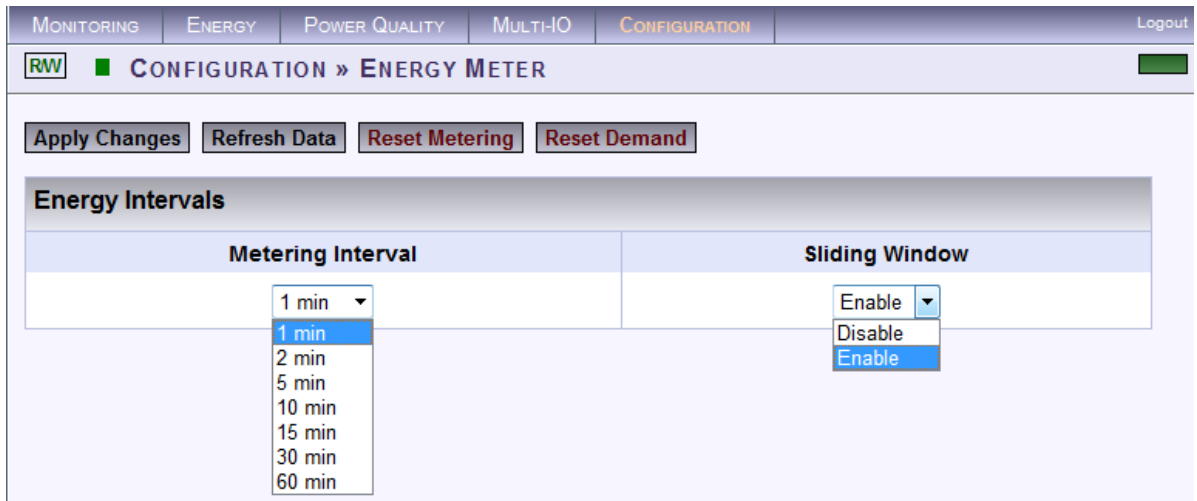 MONITORING ENERGY POWER QUALITY MULTI-IO CONFIGURATION Logout
R/W CONFIGURATION » ENERGY METER
Apply Changes Refresh Data Reset Metering Reset Demand
Energy Intervals
Metering Interval Sliding Window
1 min Enable
1 min Disable
2 min Enable
5 min
10 min
15 min
30 min
60 min